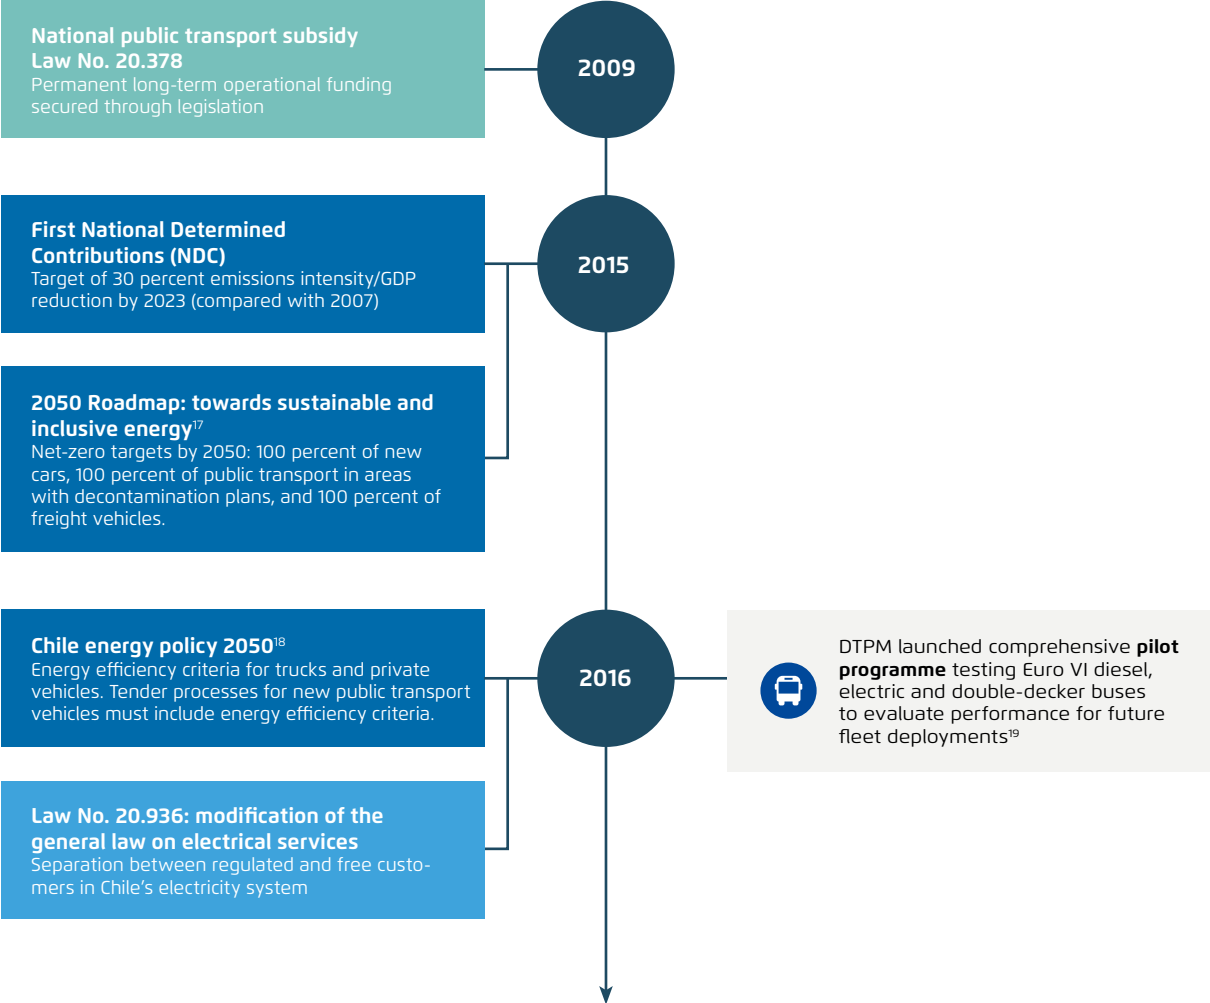 National public transport subsidy
Law No. 20.378
Permanent long-term operational funding
secured through legislation
2009
First National Determined
Contributions (NDC)
Target of 30 percent emissions intensity/GDP
reduction by 2023 (compared with 2007)
2015
2050 Roadmap: towards sustainable and
inclusive energy17
Net-zero targets by 2050: 100 percent of new
cars, 100 percent of public transport in areas
with decontamination plans, and 100 percent of
freight vehicles.
Chile energy policy 205018
Energy efficiency criteria for trucks and private
vehicles. Tender processes for new public transport
vehicles must include energy efficiency criteria.
2016
DTPM launched comprehensive pilot
programme testing Euro VI diesel,
electric and double-decker buses
to evaluate performance for future
fleet deployments19
Law No. 20.936: modification of the
general law on electrical services
Separation between regulated and free custo-
mers in Chile's electricity system